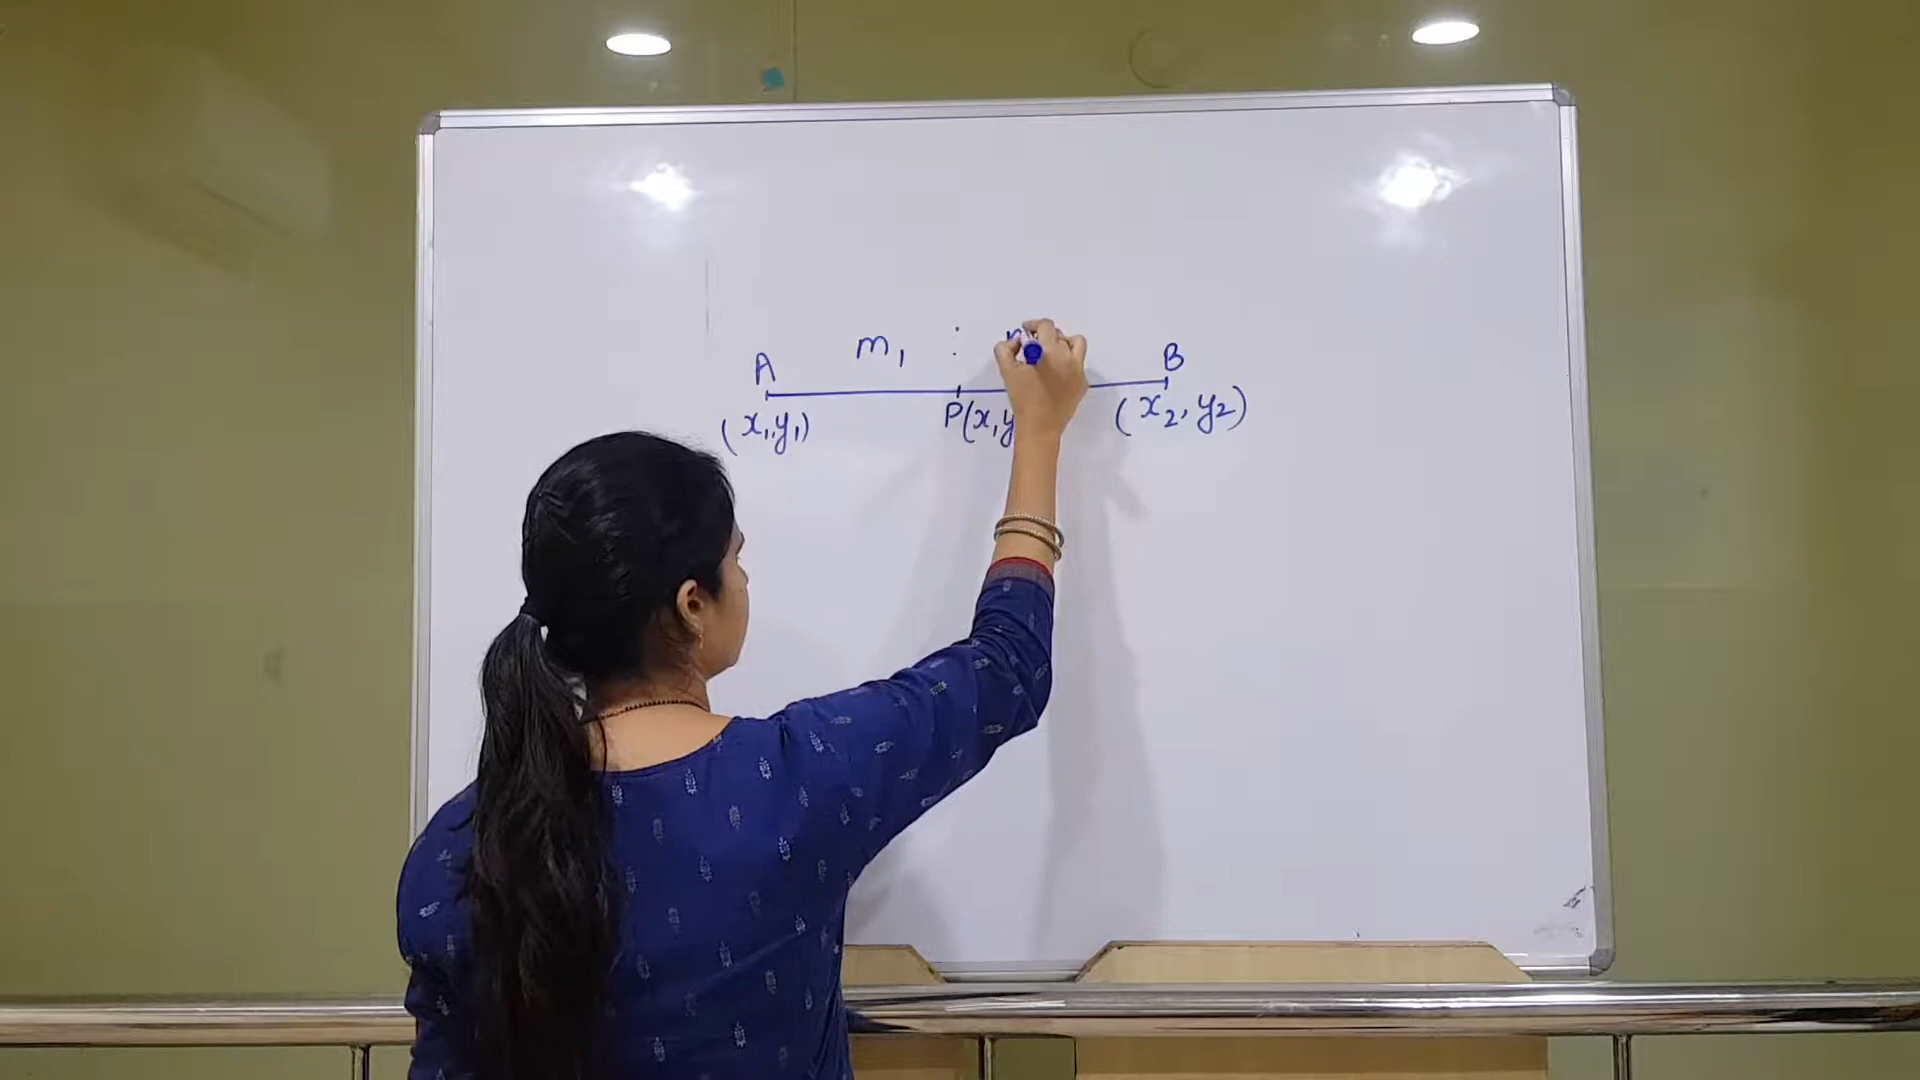 m₁ :
A B
(x₁,y₁) P(x,y (x₂, y₂)